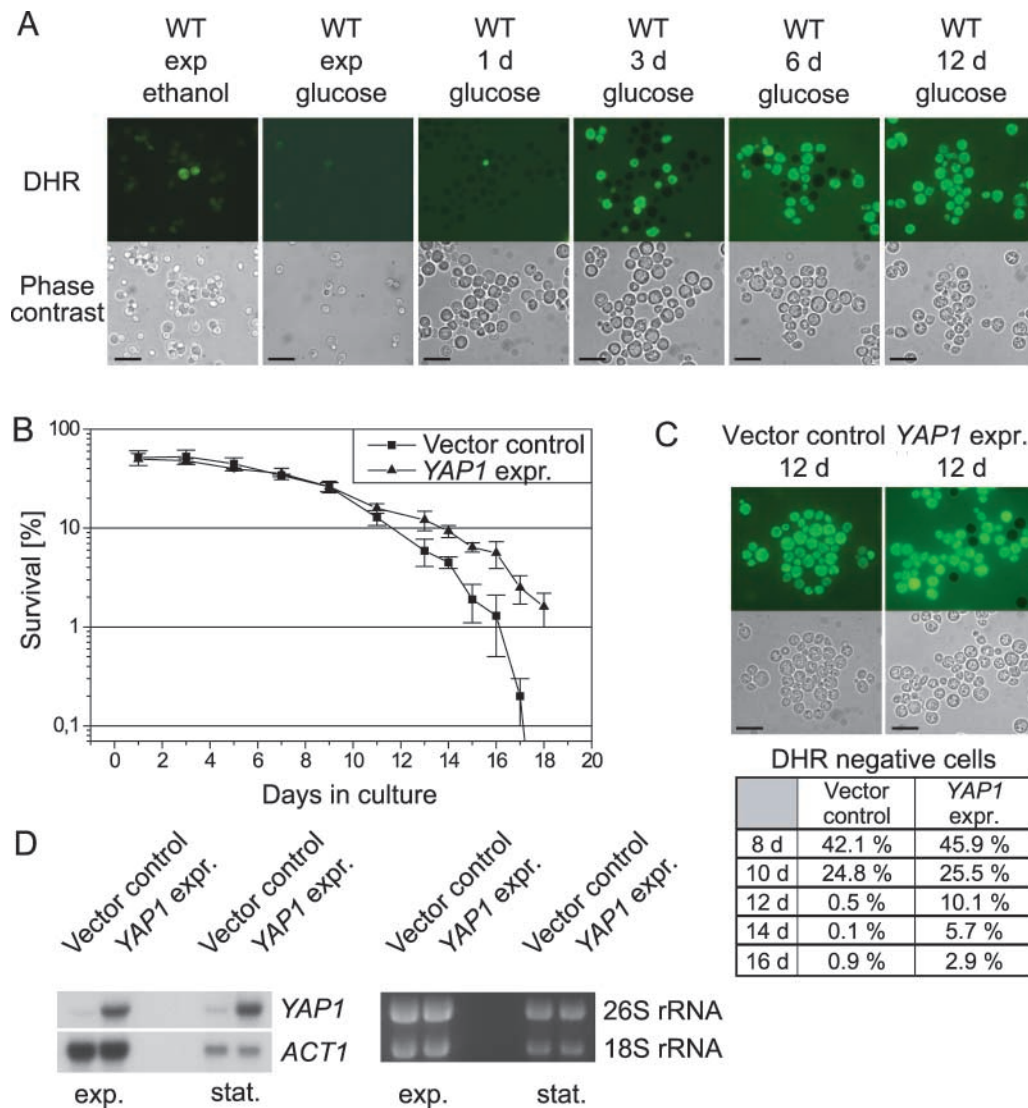 A
WT exp ethanol
WT exp glucose
WT 1 d glucose
WT 3 d glucose
WT 6 d glucose
WT 12 d glucose
DHR
Phase contrast
B
Survival [%]
100
10
1
0,1
Vector control
YAP1 expr.
0 2 4 6 8 10 12 14 16 18 20
Days in culture
C
Vector control YAP1 expr.
12 d 12 d
DHR negative cells
Vector control YAP1 expr.
8 d 42.1 % 45.9 %
10 d 24.8 % 25.5 %
12 d 0.5 % 10.1 %
14 d 0.1 % 5.7 %
16 d 0.9 % 2.9 %
D
Vector control
YAP1 expr.
Vector control
YAP1 expr.
Vector control
YAP1 expr.
Vector control
YAP1 expr.
YAP1
ACT1
exp. stat.
26S rRNA
18S rRNA
exp. stat.